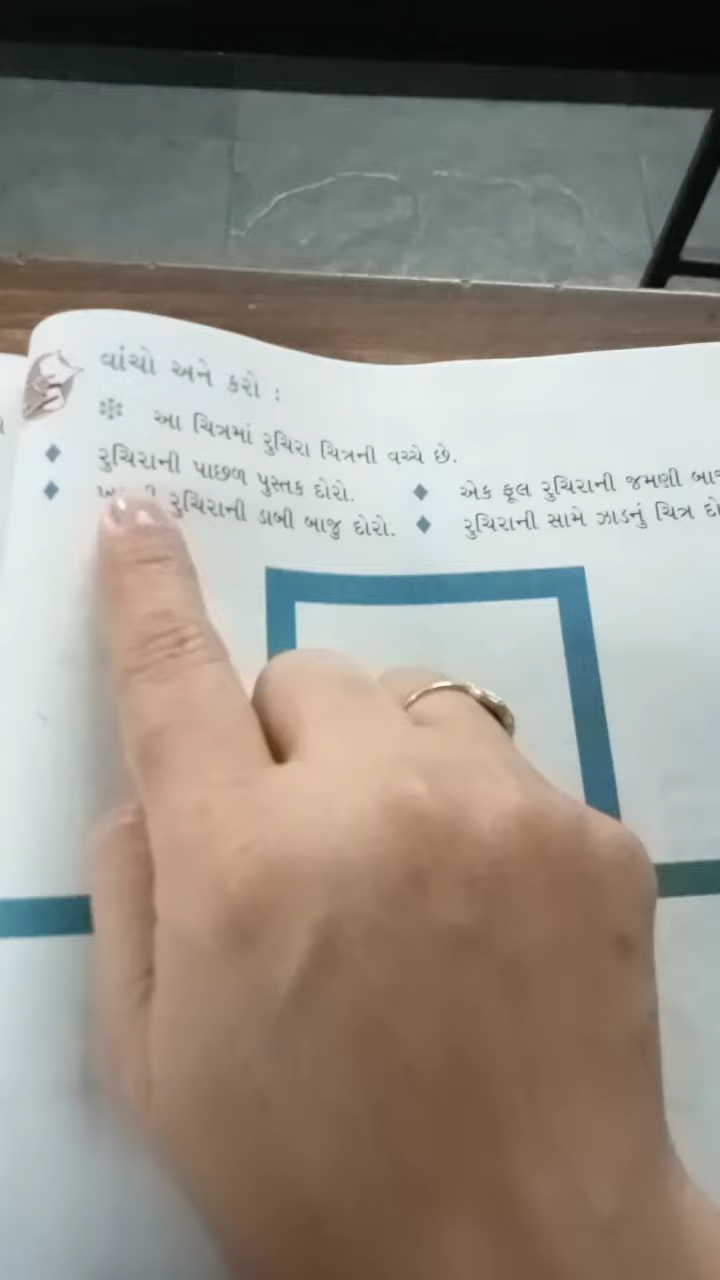 વાંચો અને કરો :
❇ આ ચિત્રમાં રુચિરા ચિત્રની વચ્ચે છે.
◆ રુચિરાની પાછળ પુસ્તક દોરો.
◆ રુચિરાની ડાબી બાજુ દોરો.
◆ એક ફૂલ રુચિરાની જમણી
◆ રુચિરાની સામે ઝાડનું ચિત્ર